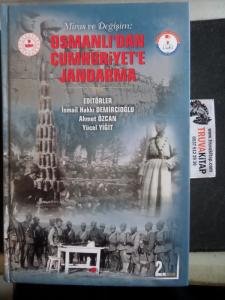 Miras ve Değişim:
OSMANLI'DAN
CUMHURİYET'E
JANDARMA
EDİTÖRLER
İsmail Hakkı DEMİRCİOĞLU
Ahmet ÖZCAN
Yücel YİĞİT
2.
TRUVAKİTAP